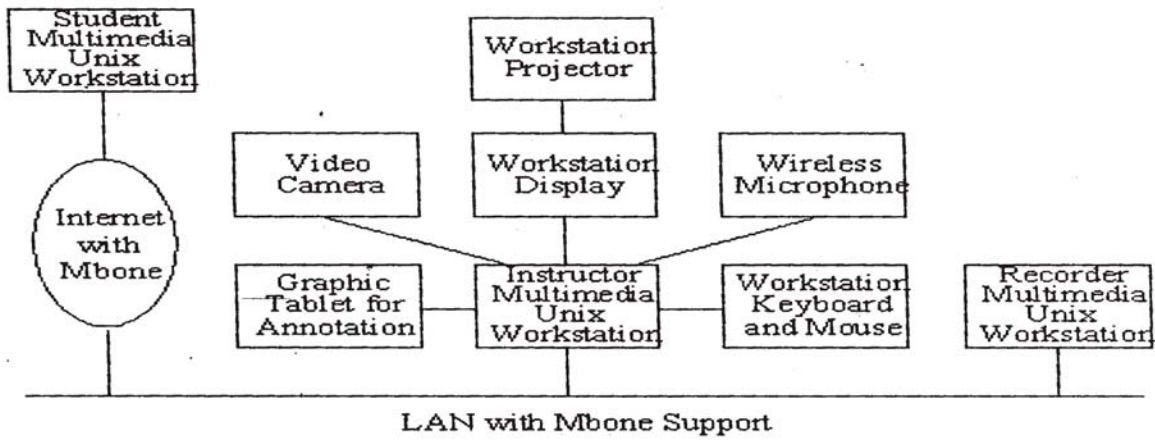 Student
Multimedia
Unix
Workstation
Workstation
Projector
Video
Camera
Workstation
Display
Wireless
Microphone
Internet
with
Mbone
Graphic
Tablet for
Annotation
Instructor
Multimedia
Unix
Workstation
Workstation
Keyboard
and Mouse
Recorder
Multimedia
Unix
Workstation
LAN with Mbone Support